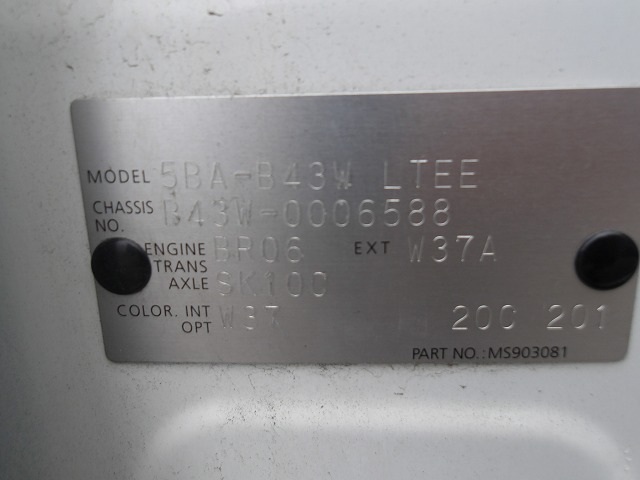 MODEL 5BA-B43W LTEE
CHASSIS NO. B43W-0006588
ENGINE BR06 EXT W37A
TRANS AXLE SK10C
COLOR. INT W37
OPT 20C 201
PART NO.:MS903081